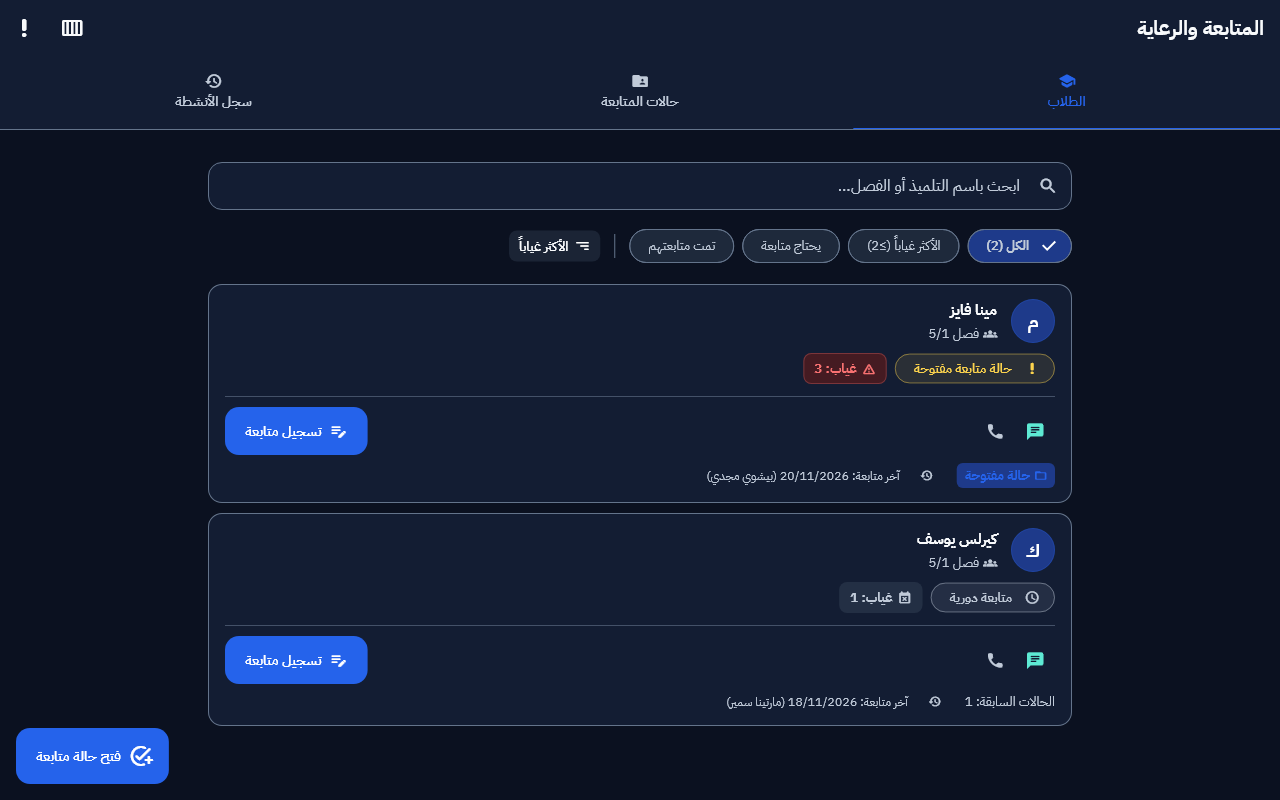 المتابعة والرعاية
الطلاب
حالات المتابعة
سجل الأنشطة
ابحث باسم التلميذ أو الفصل...
الكل (2)
الأكثر غياباً (≥2)
يحتاج متابعة
تمت متابعتهم
الأكثر غياباً
م
مينا فايز
فصل 5/1
حالة متابعة مفتوحة
غياب: 3
تسجيل متابعة
حالة مفتوحة
آخر متابعة: 20/11/2026 (بيشوي مجدي)
ك
كيرلس يوسف
فصل 5/1
متابعة دورية
غياب: 1
تسجيل متابعة
الحالات السابقة: 1
آخر متابعة: 18/11/2026 (مارتينا سمير)
فتح حالة متابعة